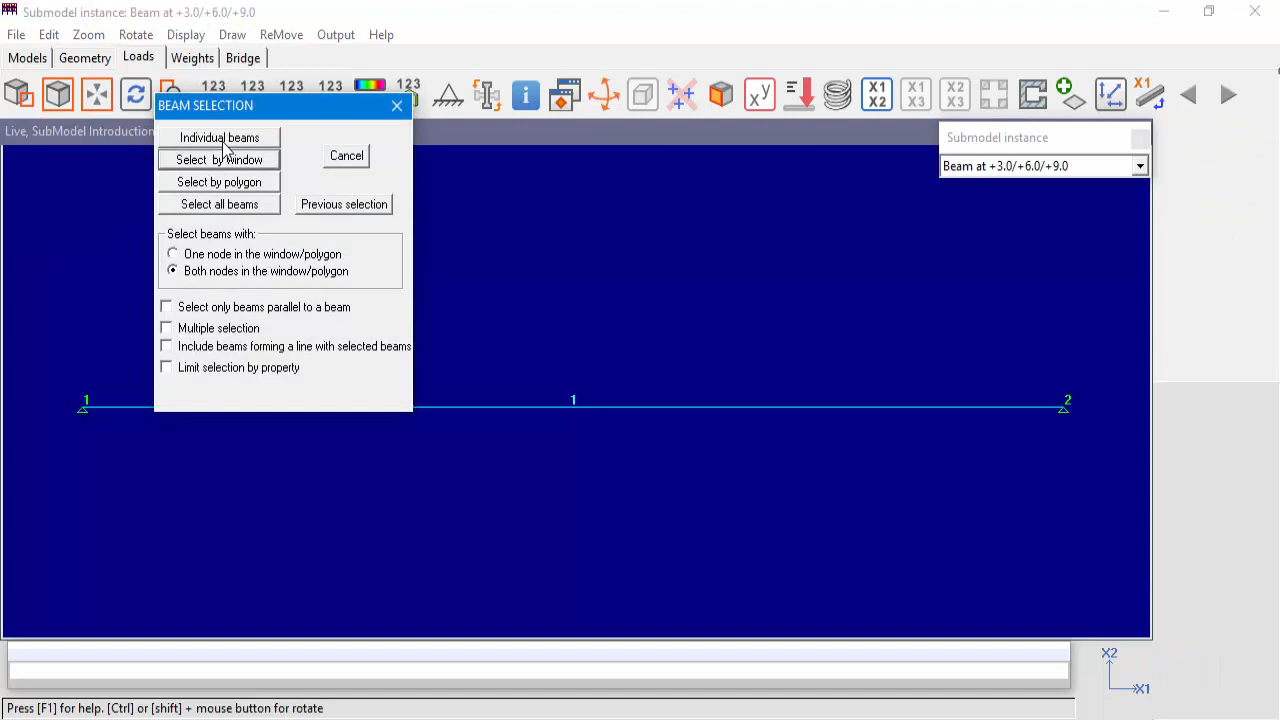 Submodel instance: Beam at +3.0/+6.0/+9.0
File Edit Zoom Rotate Display Draw ReMove Output Help
Models Geometry Loads Weights Bridge
123 123 123 123 123
i
xy
X1 X2
X1 X3
X2 X3
X1
BEAM SELECTION
Live, SubModel Introduction
Submodel instance
Individual beams
Select by window
Cancel
Beam at +3.0/+6.0/+9.0
Select by polygon
Select all beams
Previous selection
Select beams with:
One node in the window/polygon
Both nodes in the window/polygon
Select only beams parallel to a beam
Multiple selection
Include beams forming a line with selected beams
Limit selection by property
1 1 2
X2
X1
Press [F1] for help. [Ctrl] or [shift] + mouse button for rotate